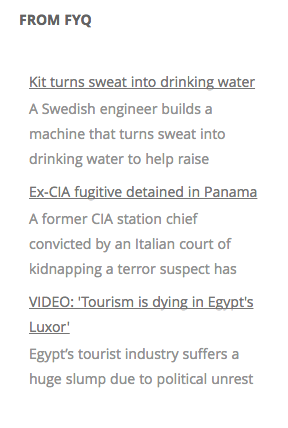 FROM FYQ
Kit turns sweat into drinking water
A Swedish engineer builds a
machine that turns sweat into
drinking water to help raise
Ex-CIA fugitive detained in Panama
A former CIA station chief
convicted by an Italian court of
kidnapping a terror suspect has
VIDEO: 'Tourism is dying in Egypt's
Luxor'
Egypt’s tourist industry suffers a
huge slump due to political unrest